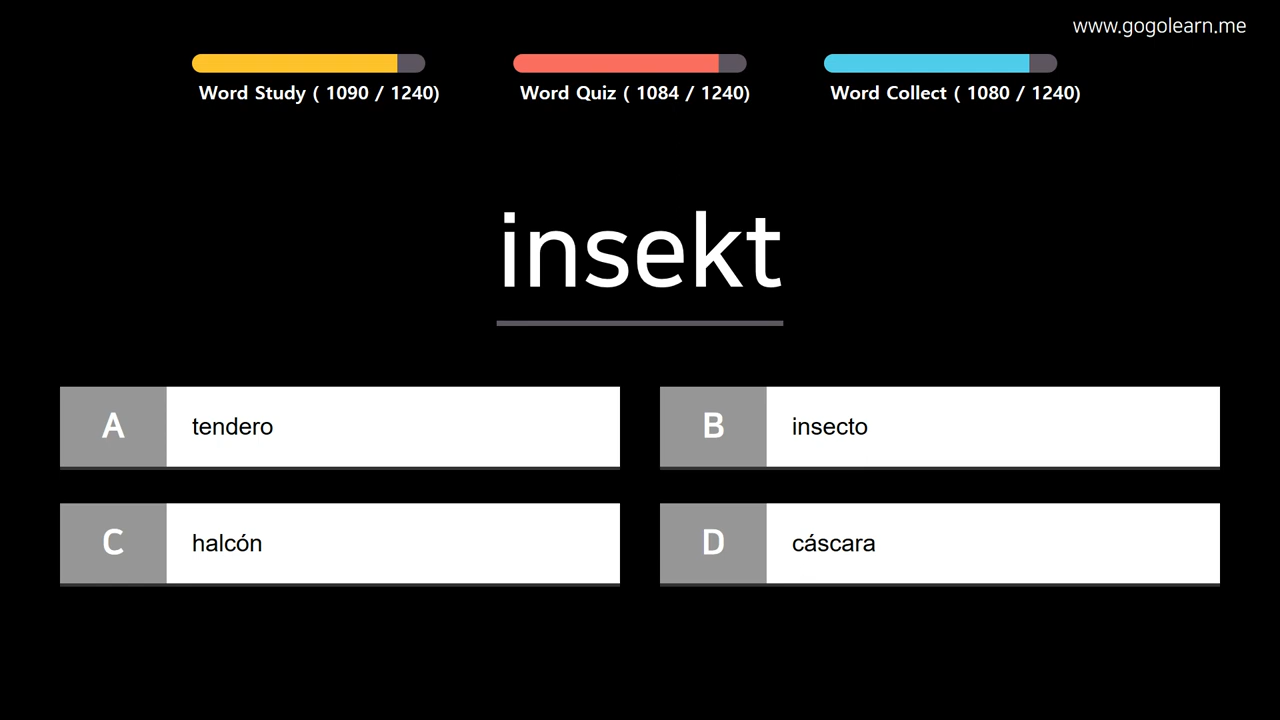 www.gogolearn.me
Word Study ( 1090 / 1240)
Word Quiz ( 1084 / 1240)
Word Collect ( 1080 / 1240)
insekt
A tendero
B insecto
C halcón
D cáscara